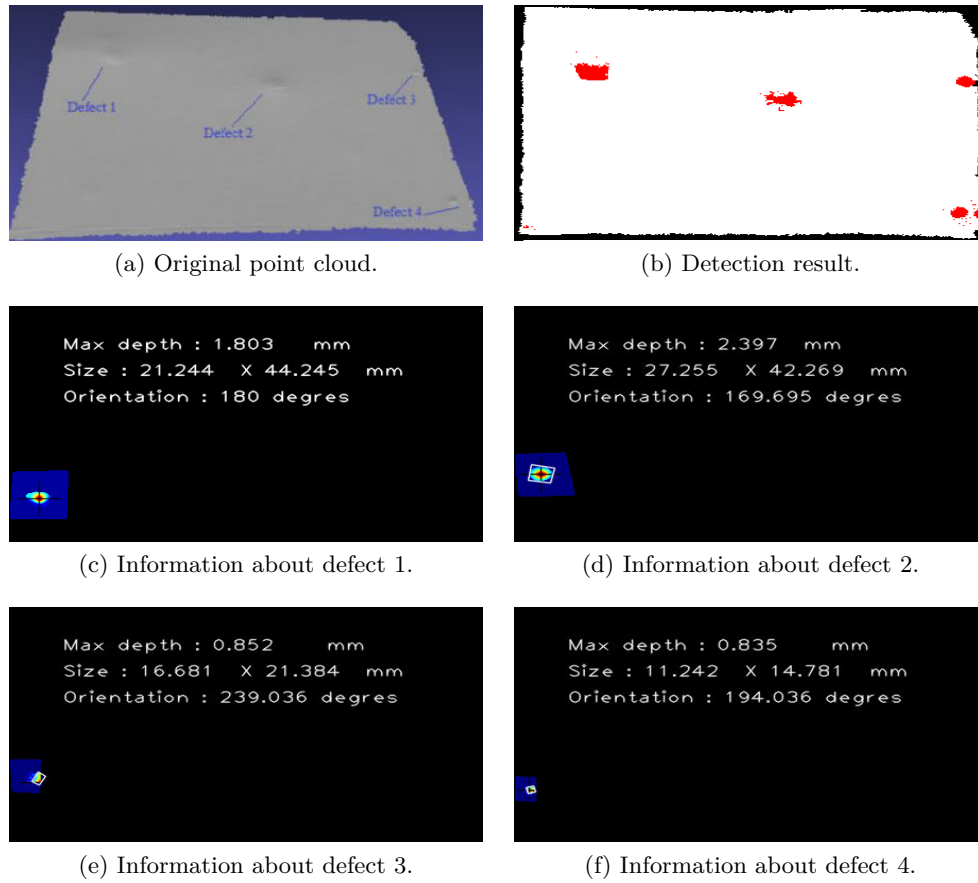 Defect 1
Defect 2
Defect 3
Defect 4
(a) Original point cloud.
(b) Detection result.
Max depth : 1.803 mm
Size : 21.244 X 44.245 mm
Orientation : 180 degres
(c) Information about defect 1.
Max depth : 2.397 mm
Size : 27.255 X 42.269 mm
Orientation : 169.695 degres
(d) Information about defect 2.
Max depth : 0.852 mm
Size : 16.681 X 21.384 mm
Orientation : 239.036 degres
(e) Information about defect 3.
Max depth : 0.835 mm
Size : 11.242 X 14.781 mm
Orientation : 194.036 degres
(f) Information about defect 4.